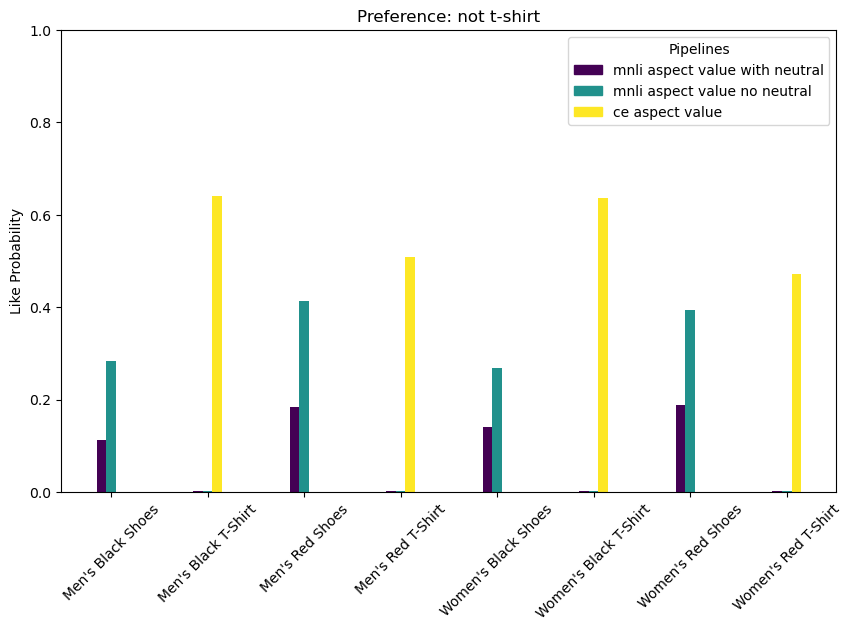 Preference: not t-shirt
Pipelines
mnli aspect value with neutral
mnli aspect value no neutral
ce aspect value
Like Probability
1.0
0.8
0.6
0.4
0.2
0.0
Men's Black Shoes
Men's Black T-Shirt
Men's Red Shoes
Men's Red T-Shirt
Women's Black Shoes
Women's Black T-Shirt
Women's Red Shoes
Women's Red T-Shirt